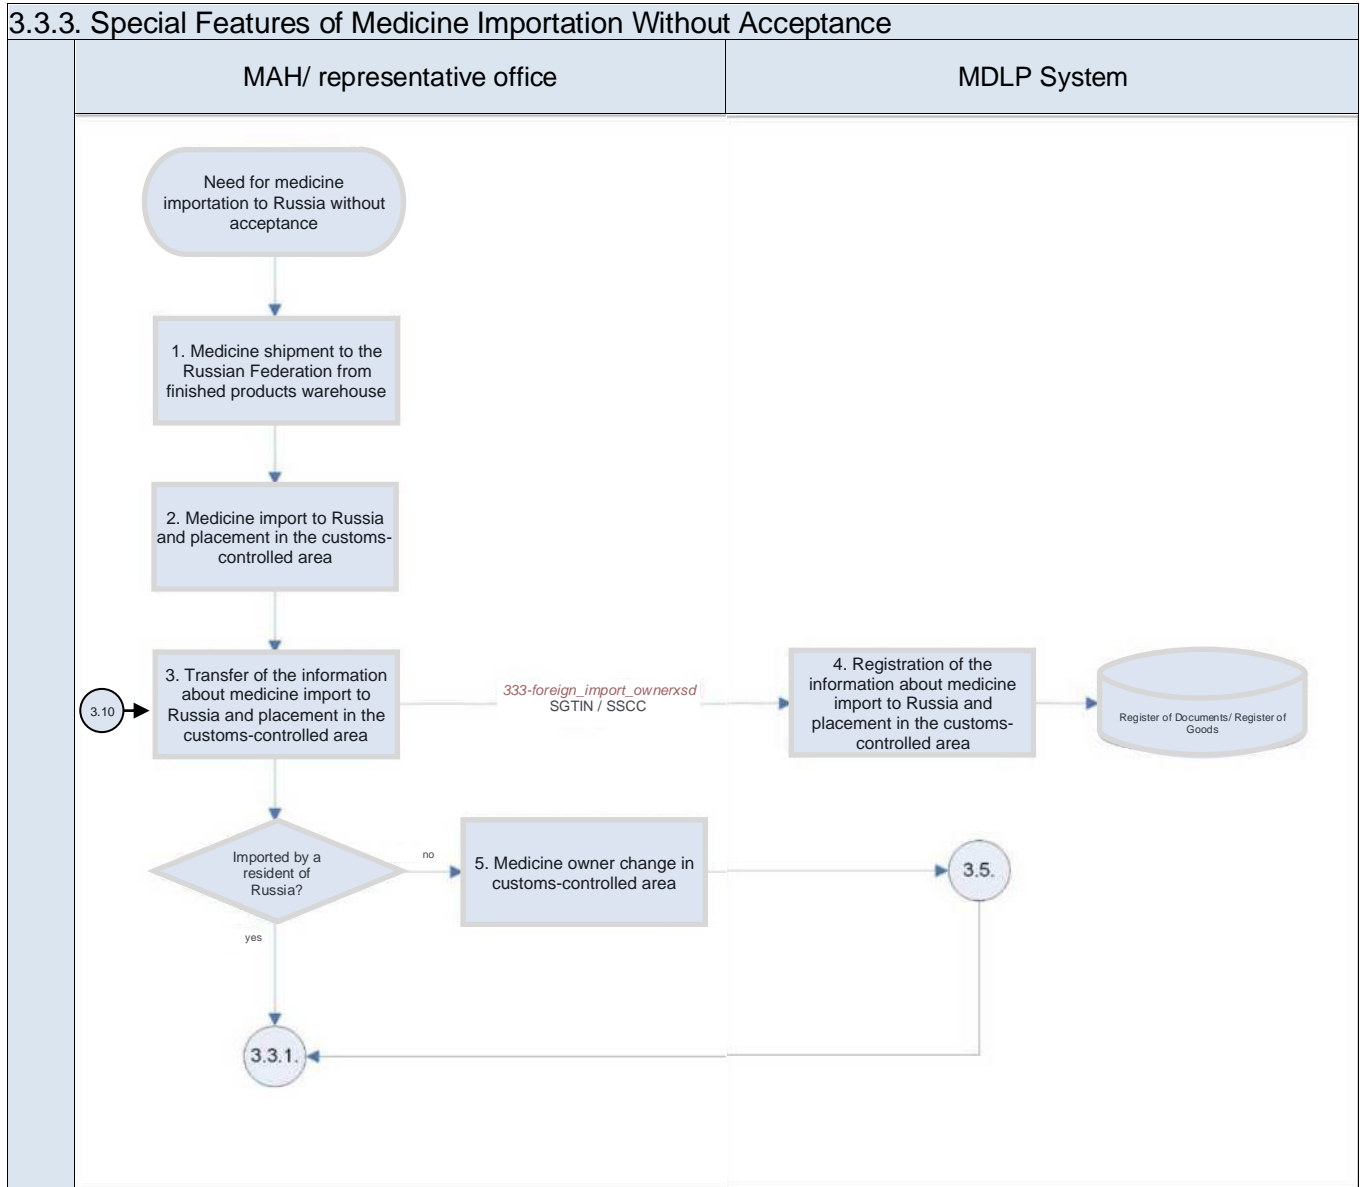 3.3.3. Special Features of Medicine Importation Without Acceptance
MAH/ representative office
MDLP System
Need for medicine
importation to Russia without
acceptance
1. Medicine shipment to the
Russian Federation from
finished products warehouse
2. Medicine import to Russia
and placement in the customs-
controlled area
3.10
3. Transfer of the information
about medicine import to
Russia and placement in the
customs-controlled area
333-foreign_import_ownerxsd
SGTIN / SSCC
4. Registration of the
information about medicine
import to Russia and
placement in the customs-
controlled area
Register of Documents/ Register of
Goods
Imported by a
resident of
Russia?
no
5. Medicine owner change in
customs-controlled area
3.5.
yes
3.3.1.